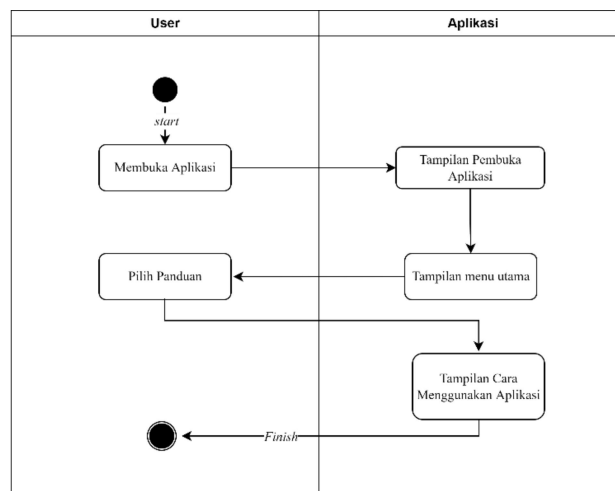 User
Aplikasi
start
Membuka Aplikasi
Tampilan Pembuka
Aplikasi
Pilih Panduan
Tampilan menu utama
Tampilan Cara
Menggunakan Aplikasi
Finish